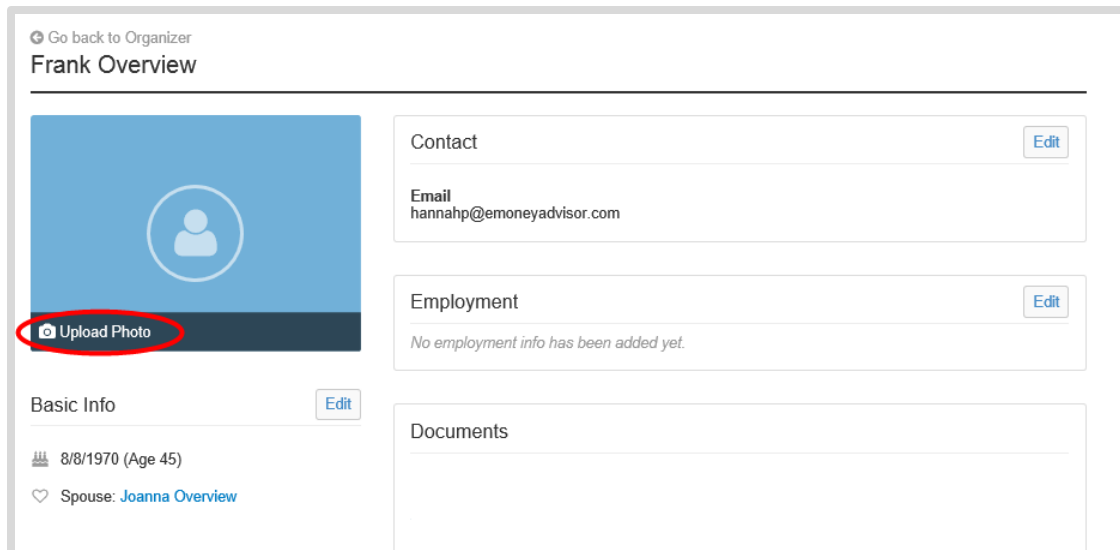 Go back to Organizer
Frank Overview
Upload Photo
Basic Info
Edit
8/8/1970 (Age 45)
Spouse: Joanna Overview
Contact
Edit
Email
hannahp@emoneyadvisor.com
Employment
Edit
No employment info has been added yet.
Documents